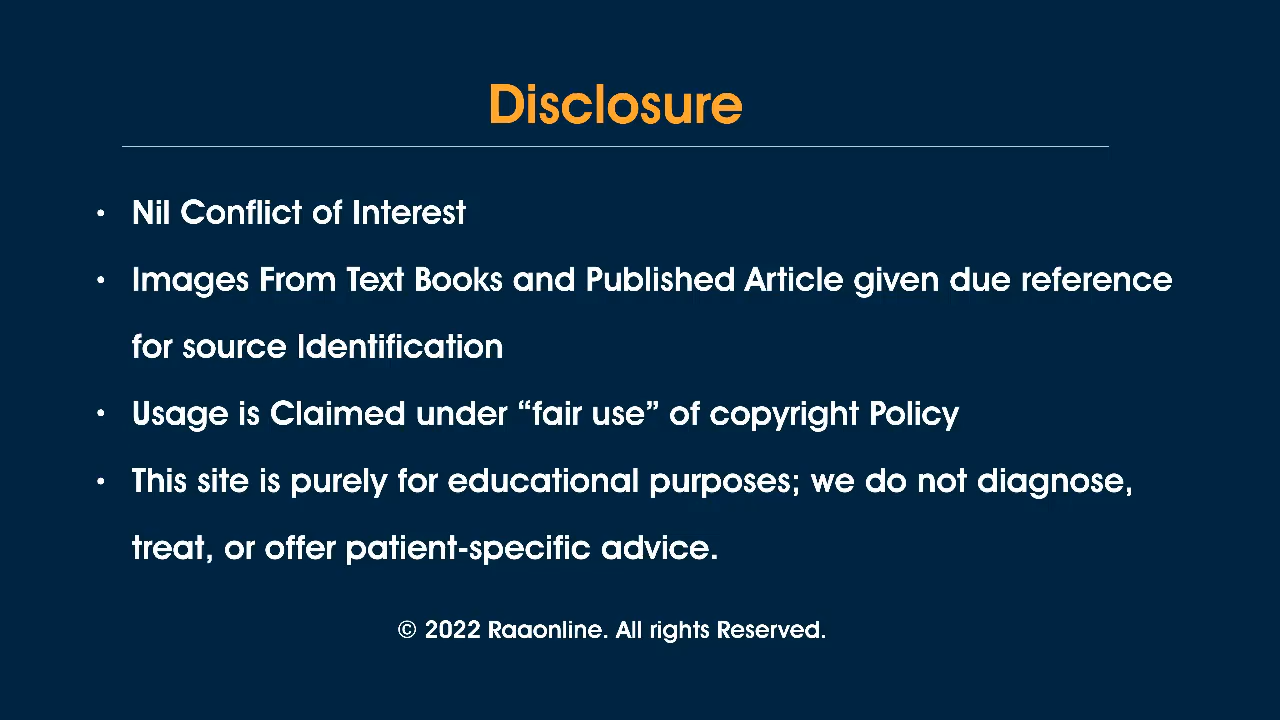 Disclosure
• Nil Conflict of Interest
• Images From Text Books and Published Article given due reference
for source Identification
• Usage is Claimed under “fair use” of copyright Policy
• This site is purely for educational purposes; we do not diagnose,
treat, or offer patient-specific advice.
© 2022 Raaonline. All rights Reserved.